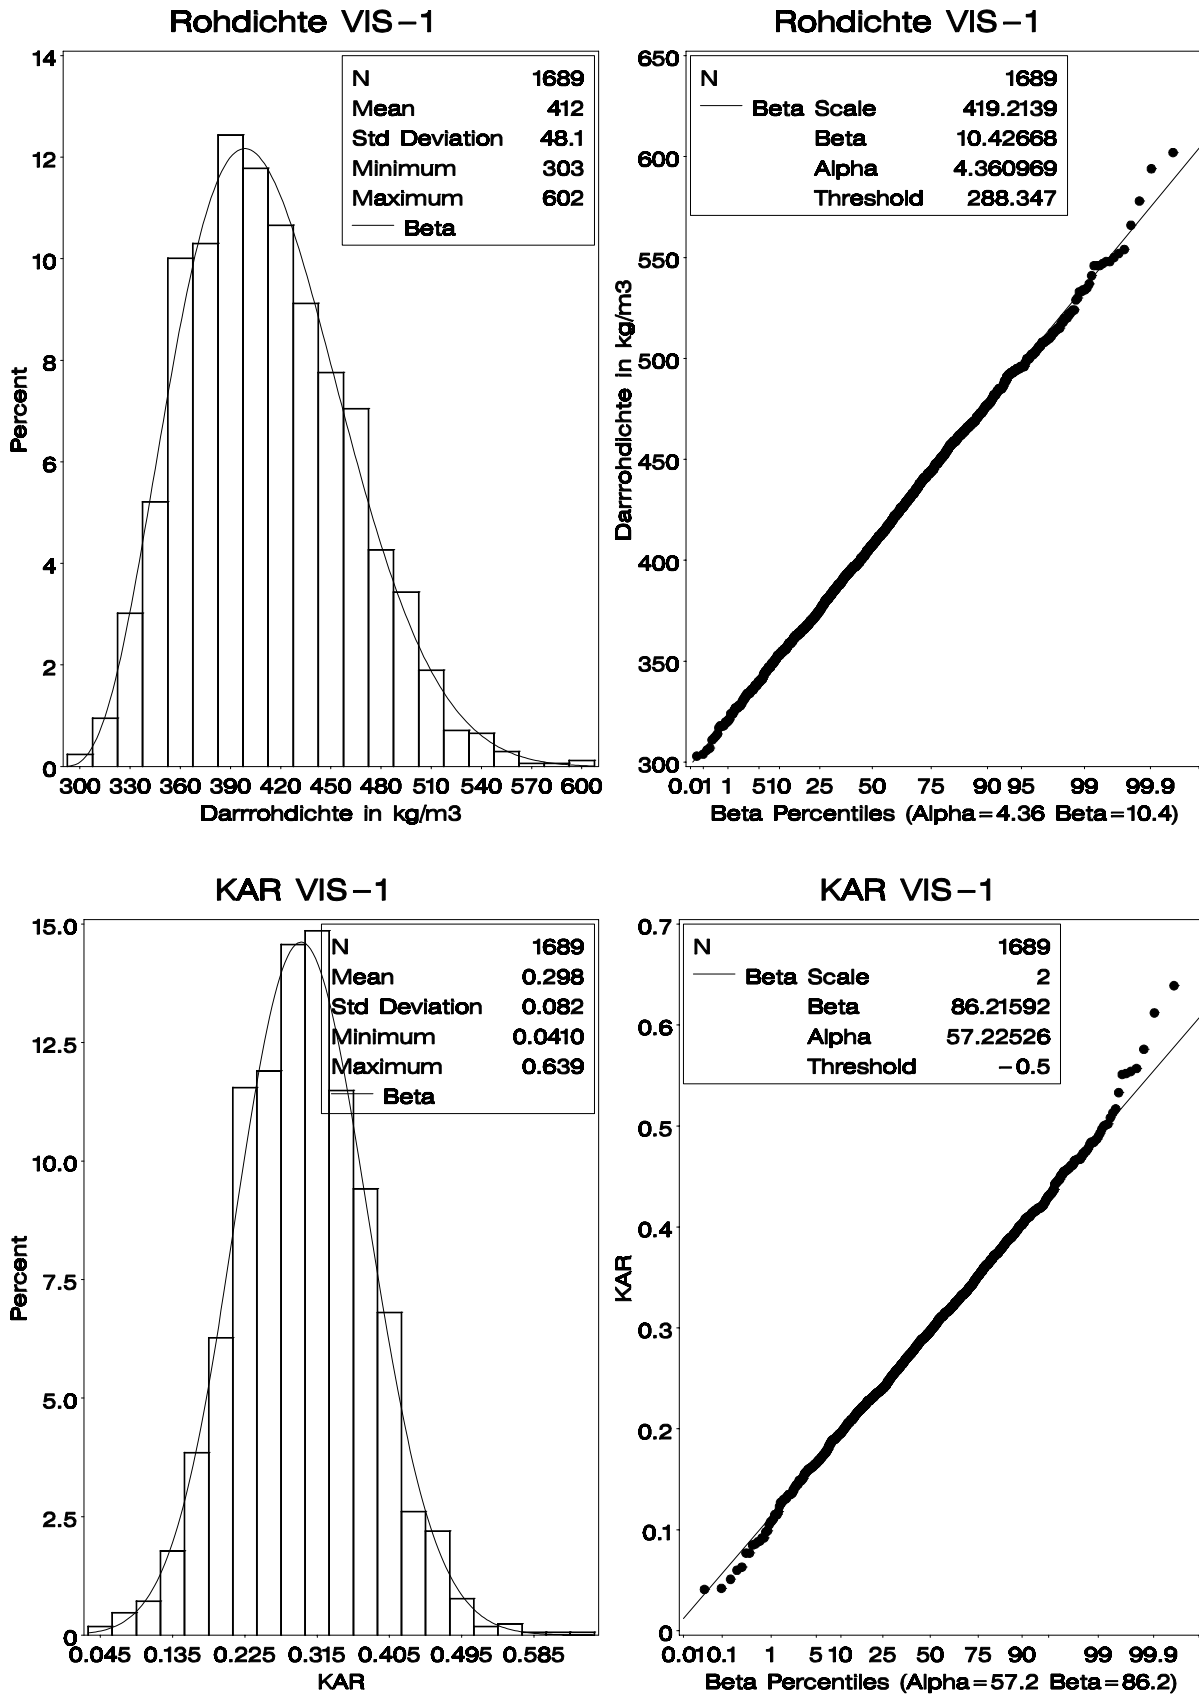 Rohdichte VIS-1
14
12
10
8
6
4
2
0
Percent
N 1689
Mean 412
Std Deviation 48.1
Minimum 303
Maximum 602
Beta
300 330 360 390 420 450 480 510 540 570 600
Darrrohdichte in kg/m3
Rohdichte VIS-1
650
600
550
500
450
400
350
300
Darrrohdichte in kg/m3
N 1689
Beta Scale 419.2139
Beta 10.42668
Alpha 4.360969
Threshold 288.347
0.01 1 510 25 50 75 90 95 99 99.9
Beta Percentiles (Alpha=4.36 Beta=10.4)
KAR VIS-1
15.0
12.5
10.0
7.5
5.0
2.5
0
Percent
N 1689
Mean 0.298
Std Deviation 0.082
Minimum 0.0410
Maximum 0.639
Beta
0.045 0.135 0.225 0.315 0.405 0.495 0.585
KAR
KAR VIS-1
0.7
0.6
0.5
0.4
0.3
0.2
0.1
0
KAR
N 1689
Beta Scale 2
Beta 86.21592
Alpha 57.22526
Threshold -0.5
0.010.1 1 5 10 25 50 75 90 99 99.9
Beta Percentiles (Alpha=57.2 Beta=86.2)